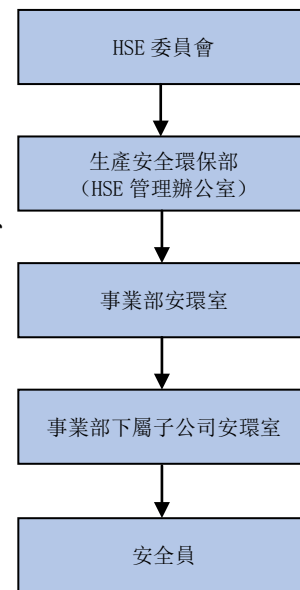 HSE 委員會
生產安全環保部
（HSE 管理辦公室）
事業部安環室
事業部下屬子公司安環室
安全員